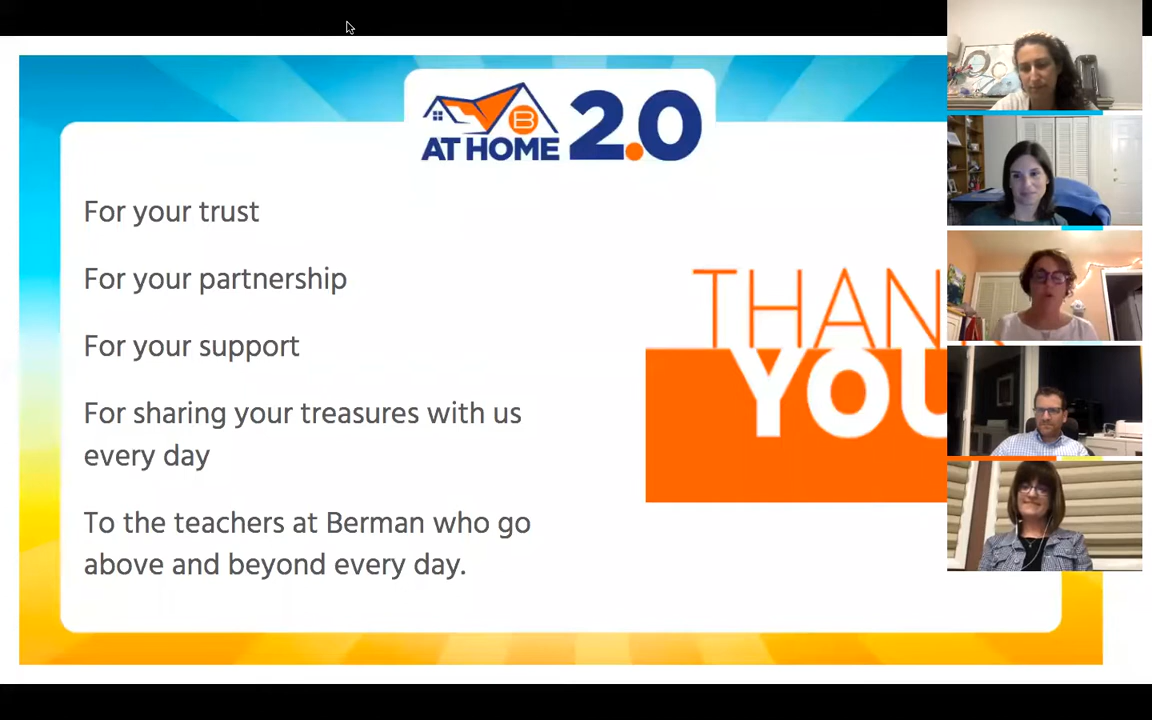 B
AT HOME 2.0
For your trust
For your partnership
For your support
For sharing your treasures with us
every day
To the teachers at Berman who go
above and beyond every day.
THAN
YOU